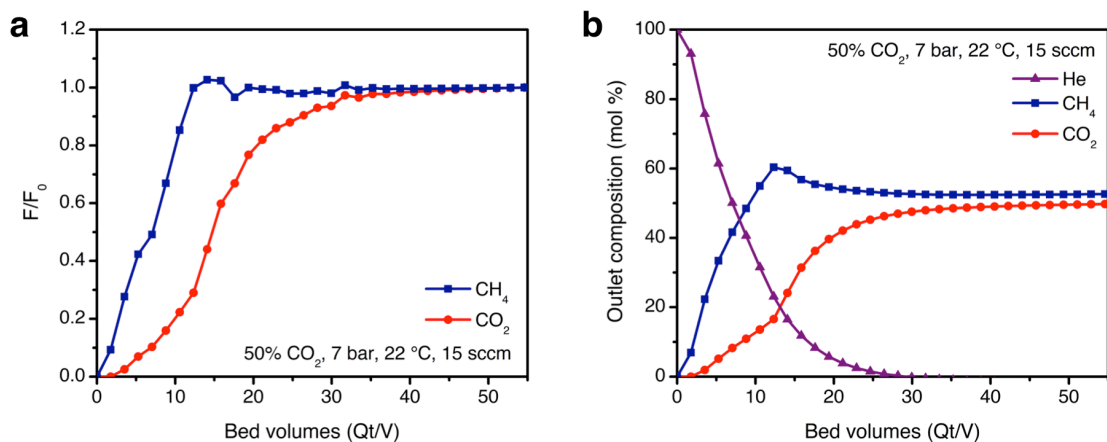 a
1.2
1.0
0.8
0.6
0.4
0.2
0.0
F/F₀
0 10 20 30 40 50
Bed volumes (Qt/V)
CH₄
CO₂
50% CO₂, 7 bar, 22 °C, 15 sccm
b
100
80
60
40
20
0
Outlet composition (mol %)
0 10 20 30 40 50
Bed volumes (Qt/V)
50% CO₂, 7 bar, 22 °C, 15 sccm
He
CH₄
CO₂